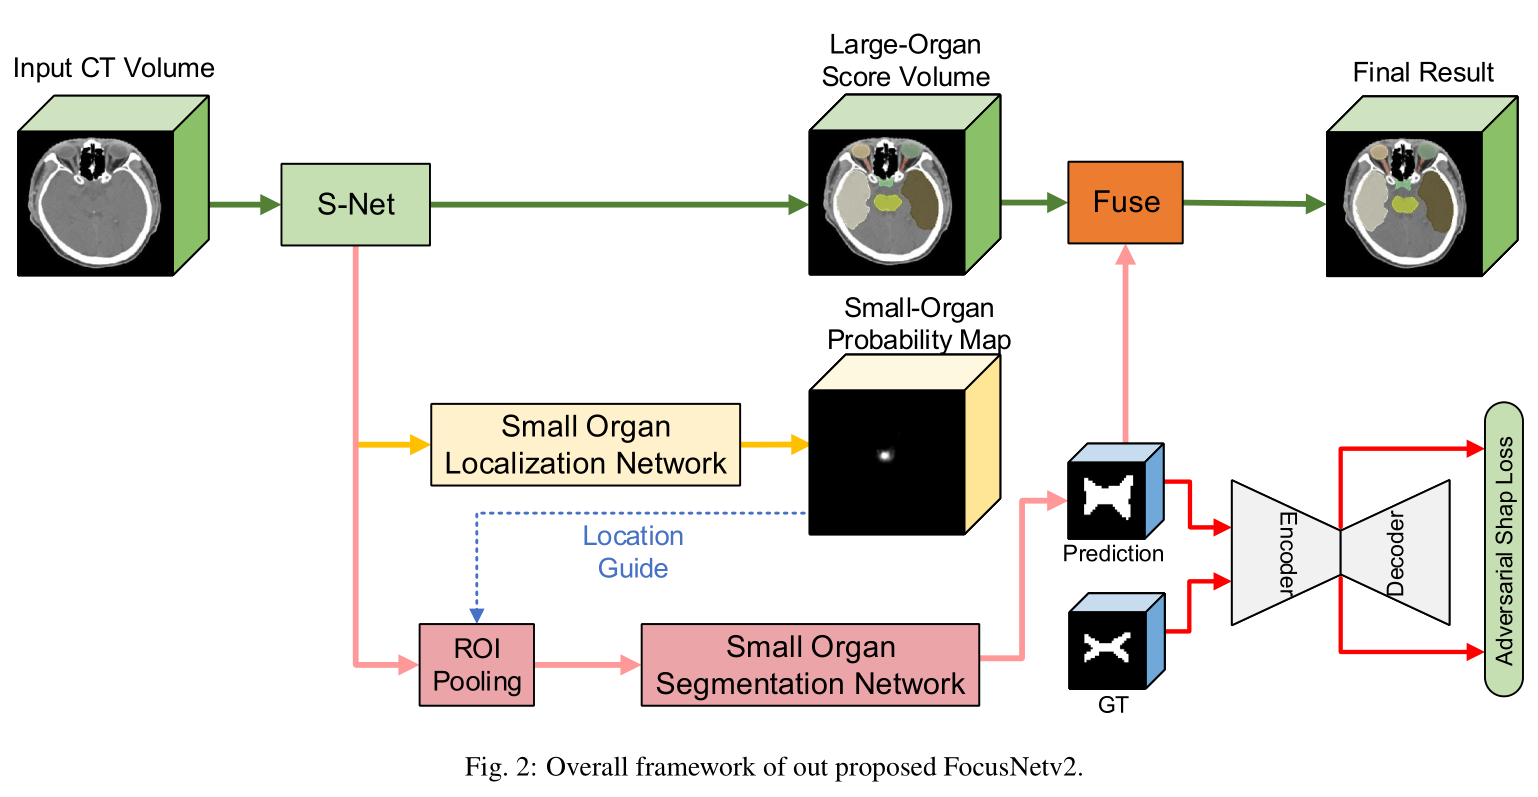 Input CT Volume
Large-Organ
Score Volume
Final Result
S-Net
Fuse
Small-Organ
Probability Map
Small Organ
Localization Network
Location
Guide
Prediction
Encoder
Decoder
Adversarial Shap Loss
ROI
Pooling
Small Organ
Segmentation Network
GT
Fig. 2: Overall framework of out proposed FocusNetv2.